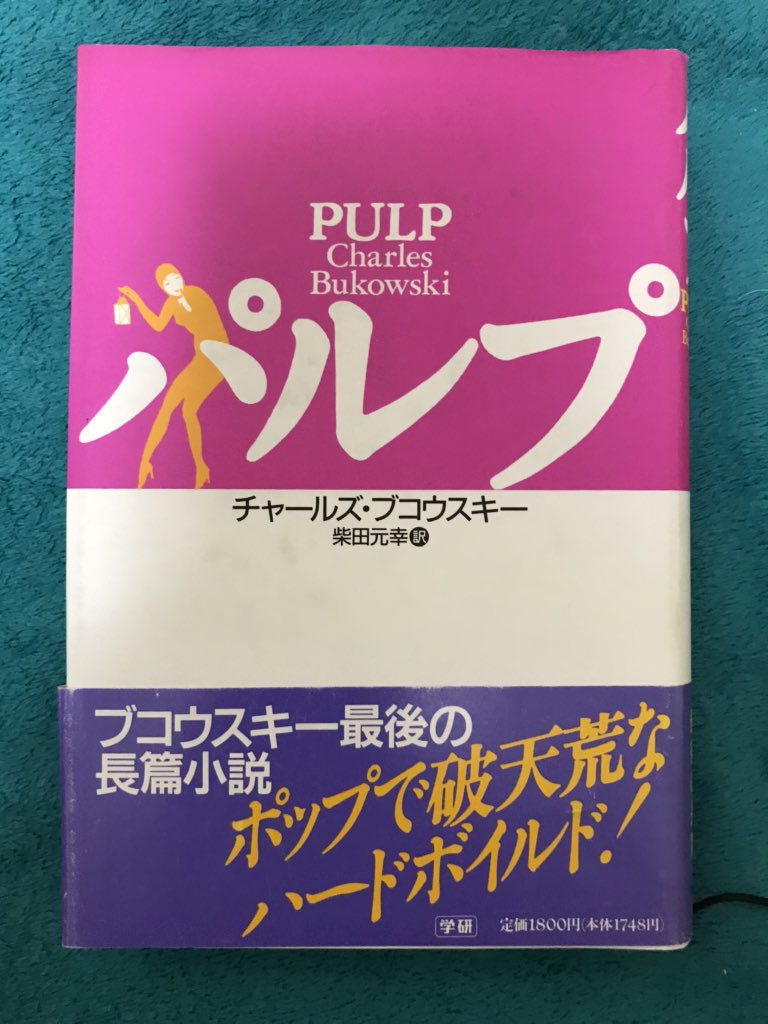 PULP
Charles
Bukowski
パルプ
チャールズ・ブコウスキー
柴田元幸訳
ブコウスキー最後の
長篇小説
ポップで破天荒な
ハードボイルド!
学研 定価1800円(本体1748円)